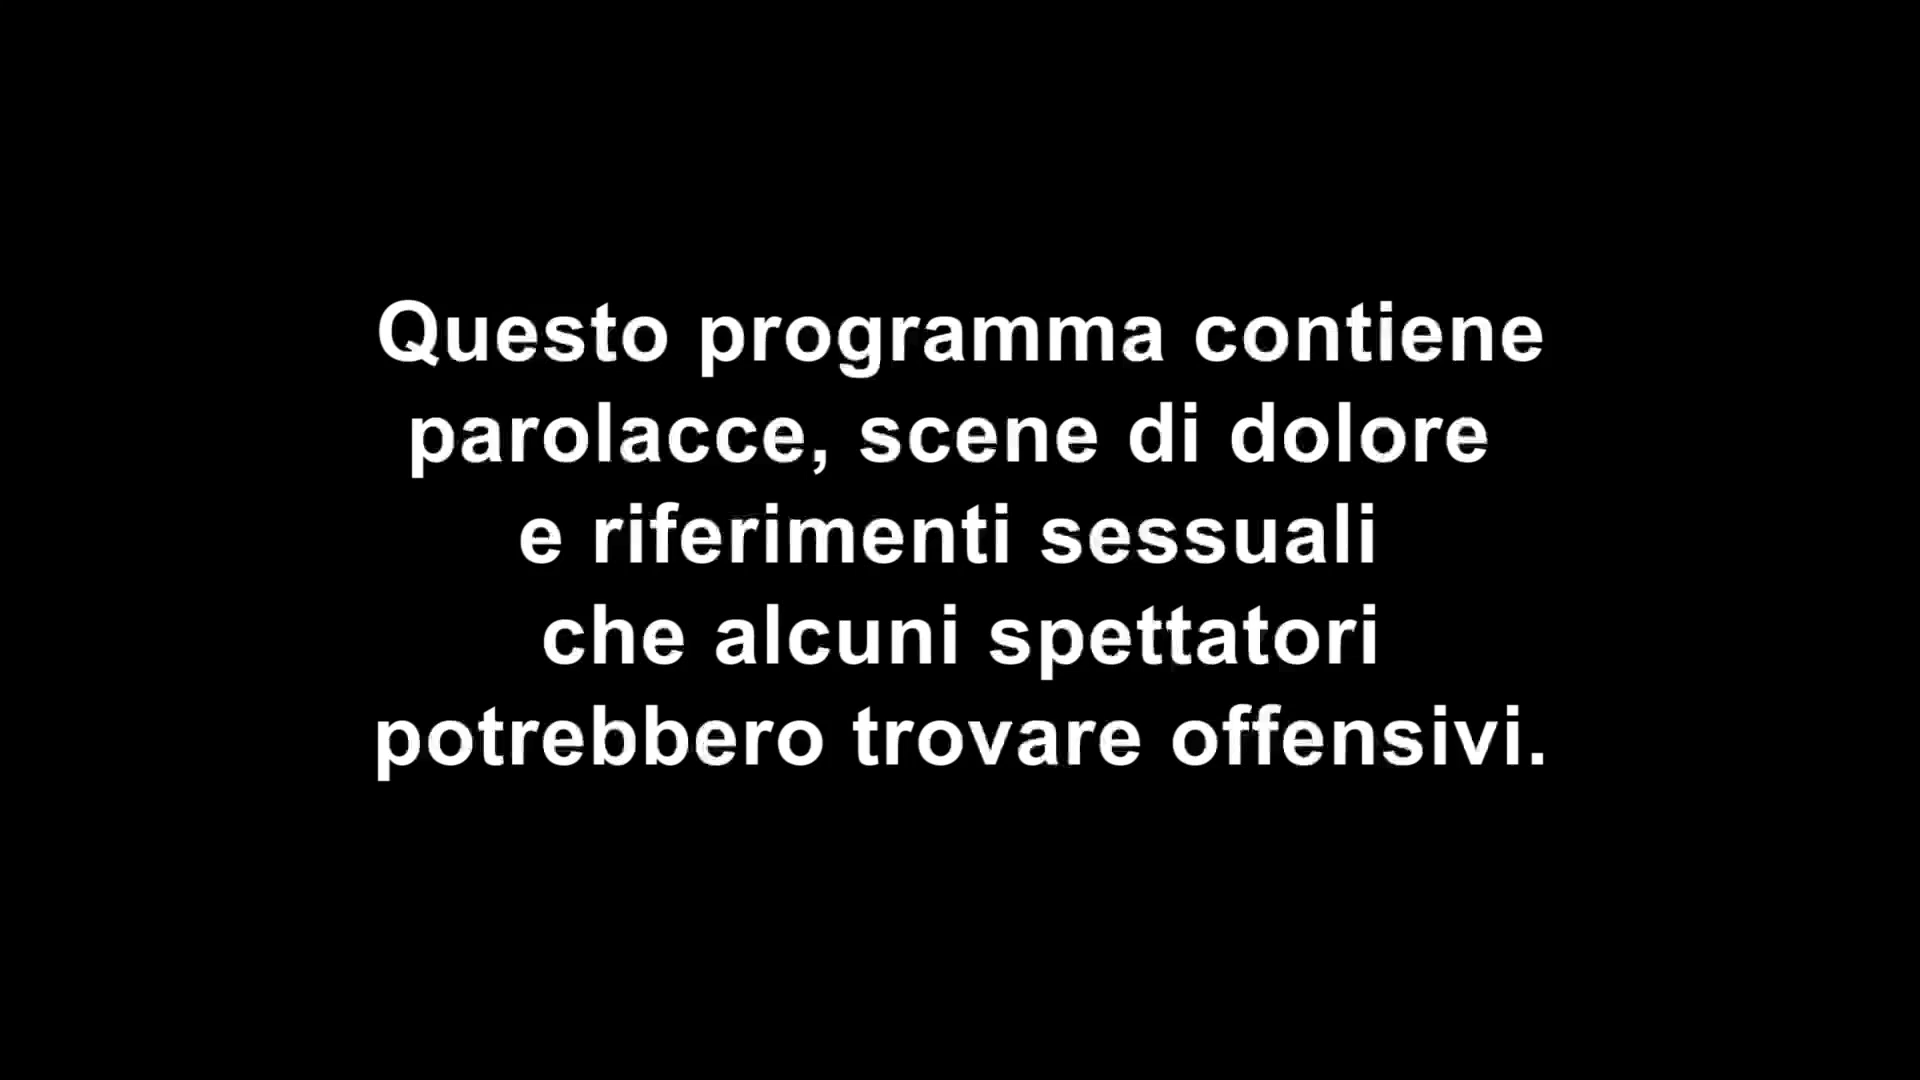 Questo programma contiene
parolacce, scene di dolore
e riferimenti sessuali
che alcuni spettatori
potrebbero trovare offensivi.